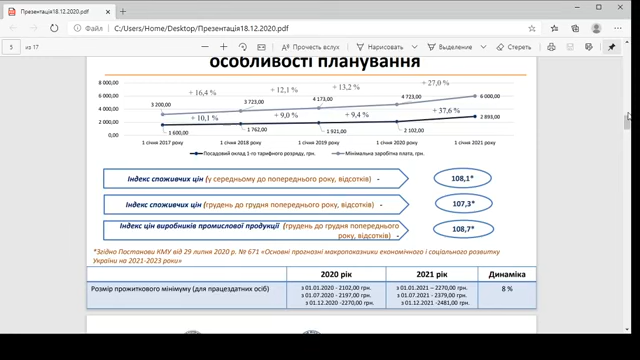 Презентація18.12.2020.pdf
C:/Users/Home/Desktop/Презентація18.12.2020.pdf
5 из 17
Прочесть вслух
Нарисовать
Выделение
Стереть
особливості планування
8 000,00
6 000,00
4 000,00
2 000,00
0,00
+ 16,4 %
+ 12,1 %
+ 13,2 %
+ 27,0 %
3 200,00
3 723,00
4 173,00
4 723,00
6 000,00
+ 10,1 %
+ 9,0 %
+ 9,4 %
+ 37,6 %
1 600,00
1 762,00
1 921,00
2 102,00
2 893,00
1 січня 2017 року
1 січня 2018 року
1 січня 2019 року
1 січня 2020 року
1 січня 2021 року
Посадовий оклад 1-го тарифного розряду, грн.
Мінімальна заробітна плата, грн.
Індекс споживчих цін (у середньому до попереднього року, відсотків) -
108,1*
Індекс споживчих цін (грудень до грудня попереднього року, відсотків) -
107,3*
Індекс цін виробників промислової продукції (грудень до грудня попереднього
року, відсотків) -
108,7*
*Згідно Постанови КМУ від 29 липня 2020 р. № 671 «Основні прогнозні макропоказники економічного і соціального розвитку
України на 2021-2023 роки»
2020 рік
2021 рік
Динаміка
Розмір прожиткового мінімуму (для працездатних осіб)
з 01.01.2020 - 2102,00 грн.
з 01.07.2020 - 2197,00 грн.
з 01.12.2020 -2270,00 грн.
з 01.01.2021 – 2270,00 грн.
з 01.07.2021 - 2379,00 грн.
з 01.12.2021 -2481,00 грн.
8 %